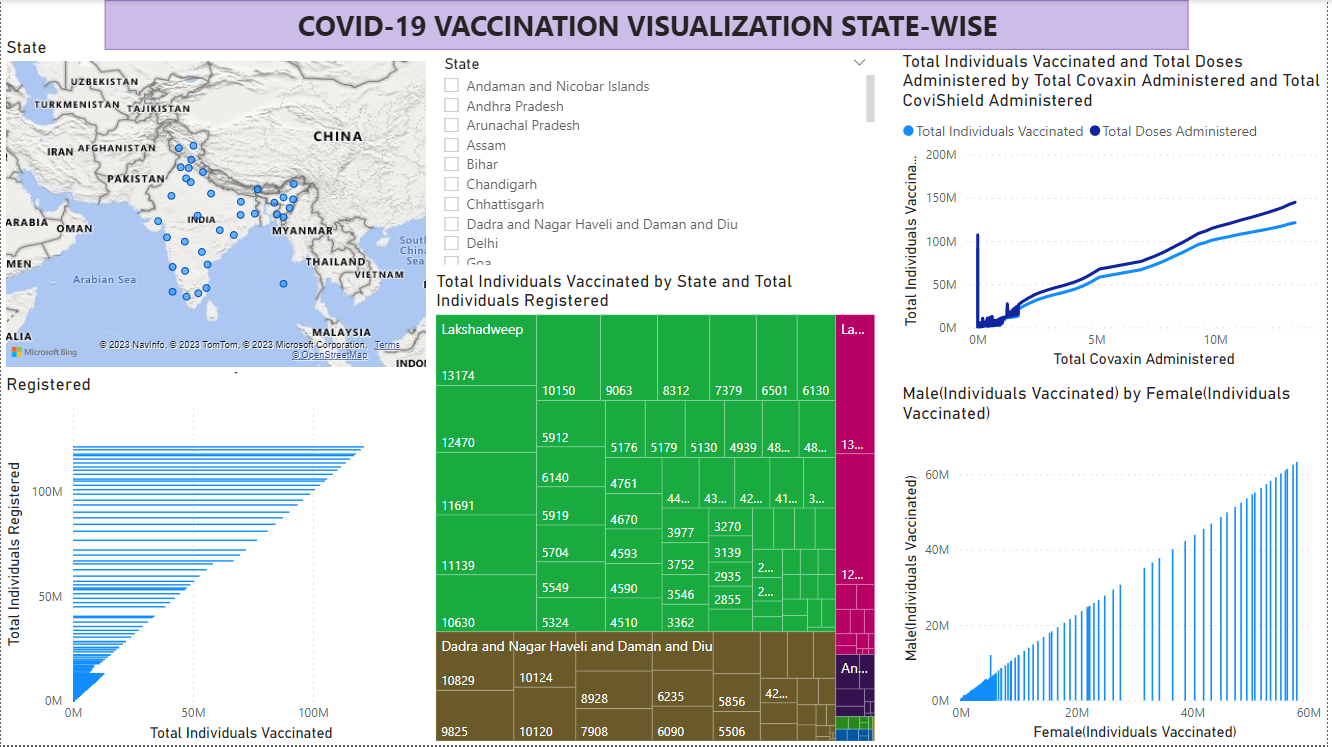 COVID-19 VACCINATION VISUALIZATION STATE-WISE
State
UZBEKISTAN
TURKMENISTAN
TAJIKISTAN
CHINA
IRAN
AFGHANISTAN
PAKISTAN
ARABIA
OMAN
INDIA
MYANMAR
MEN
Arabian Sea
THAILAND
South
China
Sea
VIETNAM
ALIA
MALAYSIA
Microsoft Bing
© 2023 NavInfo, © 2023 TomTom, © 2023 Microsoft Corporation, Terms
© OpenStreetMap
INDO
State
Andaman and Nicobar Islands
Andhra Pradesh
Arunachal Pradesh
Assam
Bihar
Chandigarh
Chhattisgarh
Dadra and Nagar Haveli and Daman and Diu
Delhi
Goa
Total Individuals Vaccinated and Total Doses
Administered by Total Covaxin Administered and Total
CoviShield Administered
Total Individuals Vaccinated
Total Doses Administered
Total Individuals Vaccina...
200M
150M
100M
50M
0M
0M
5M
10M
Total Covaxin Administered
Registered
Total Individuals Registered
100M
50M
0M
0M
50M
100M
Total Individuals Vaccinated
Total Individuals Vaccinated by State and Total
Individuals Registered
Lakshadweep
13174
12470
11691
11139
10630
10150
9063
8312
7379
6501
6130
5912
6140
5919
5704
5549
5324
5176
5179
5130
4939
48...
48...
4761
4670
4593
4590
4510
44...
43...
42...
41...
3...
3977
3752
3546
3362
3270
3139
2935
2855
2...
2...
La...
13...
12...
Dadra and Nagar Haveli and Daman and Diu
10829
9825
10124
10120
8928
7908
6235
6090
5856
5506
42...
An...
Male(Individuals Vaccinated) by Female(Individuals
Vaccinated)
Male(Individuals Vaccinated)
60M
40M
20M
0M
0M
20M
40M
60M
Female(Individuals Vaccinated)